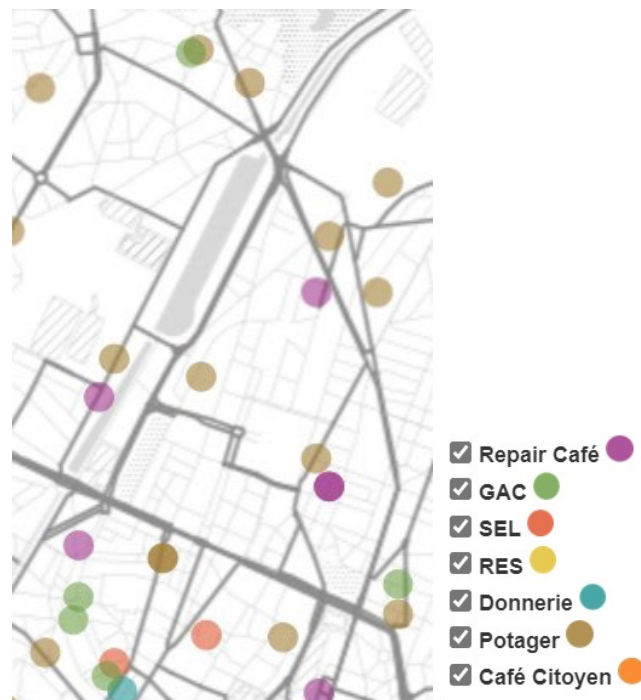 Repair Café
GAC
SEL
RES
Donnerie
Potager
Café Citoyen